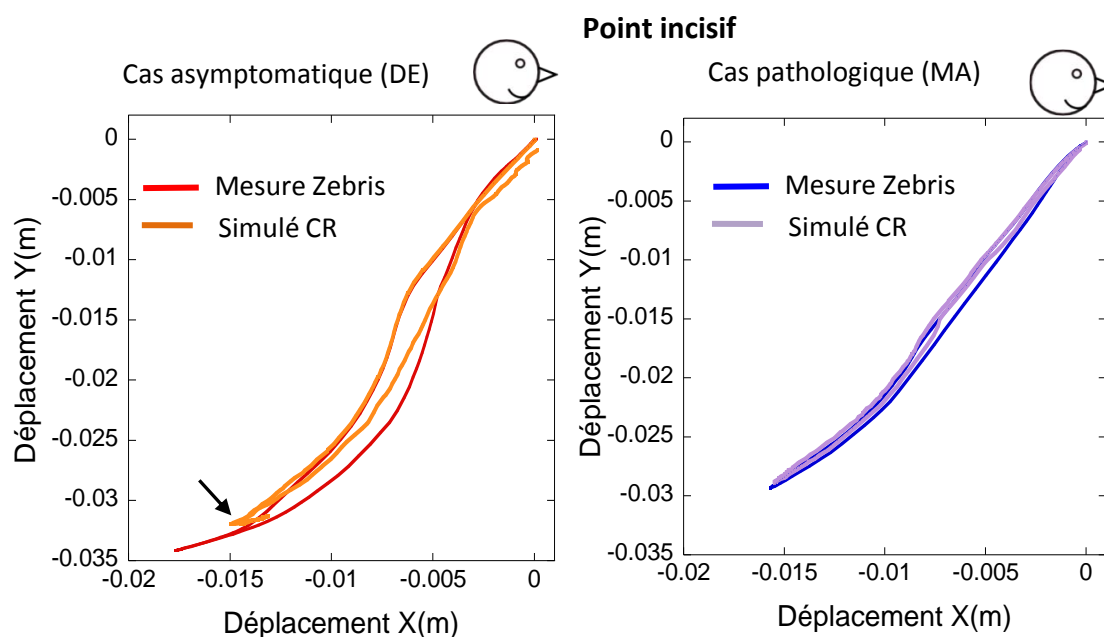 Point incisif
Cas asymptomatique (DE)
Cas pathologique (MA)
0
-0.005
-0.01
-0.015
-0.02
-0.025
-0.03
-0.035
Déplacement Y(m)
Mesure Zebris
Simulé CR
-0.02 -0.015 -0.01 -0.005 0
Déplacement X(m)
0
-0.005
-0.01
-0.015
-0.02
-0.025
-0.03
-0.035
Déplacement Y(m)
Mesure Zebris
Simulé CR
-0.02 -0.015 -0.01 -0.005 0
Déplacement X(m)